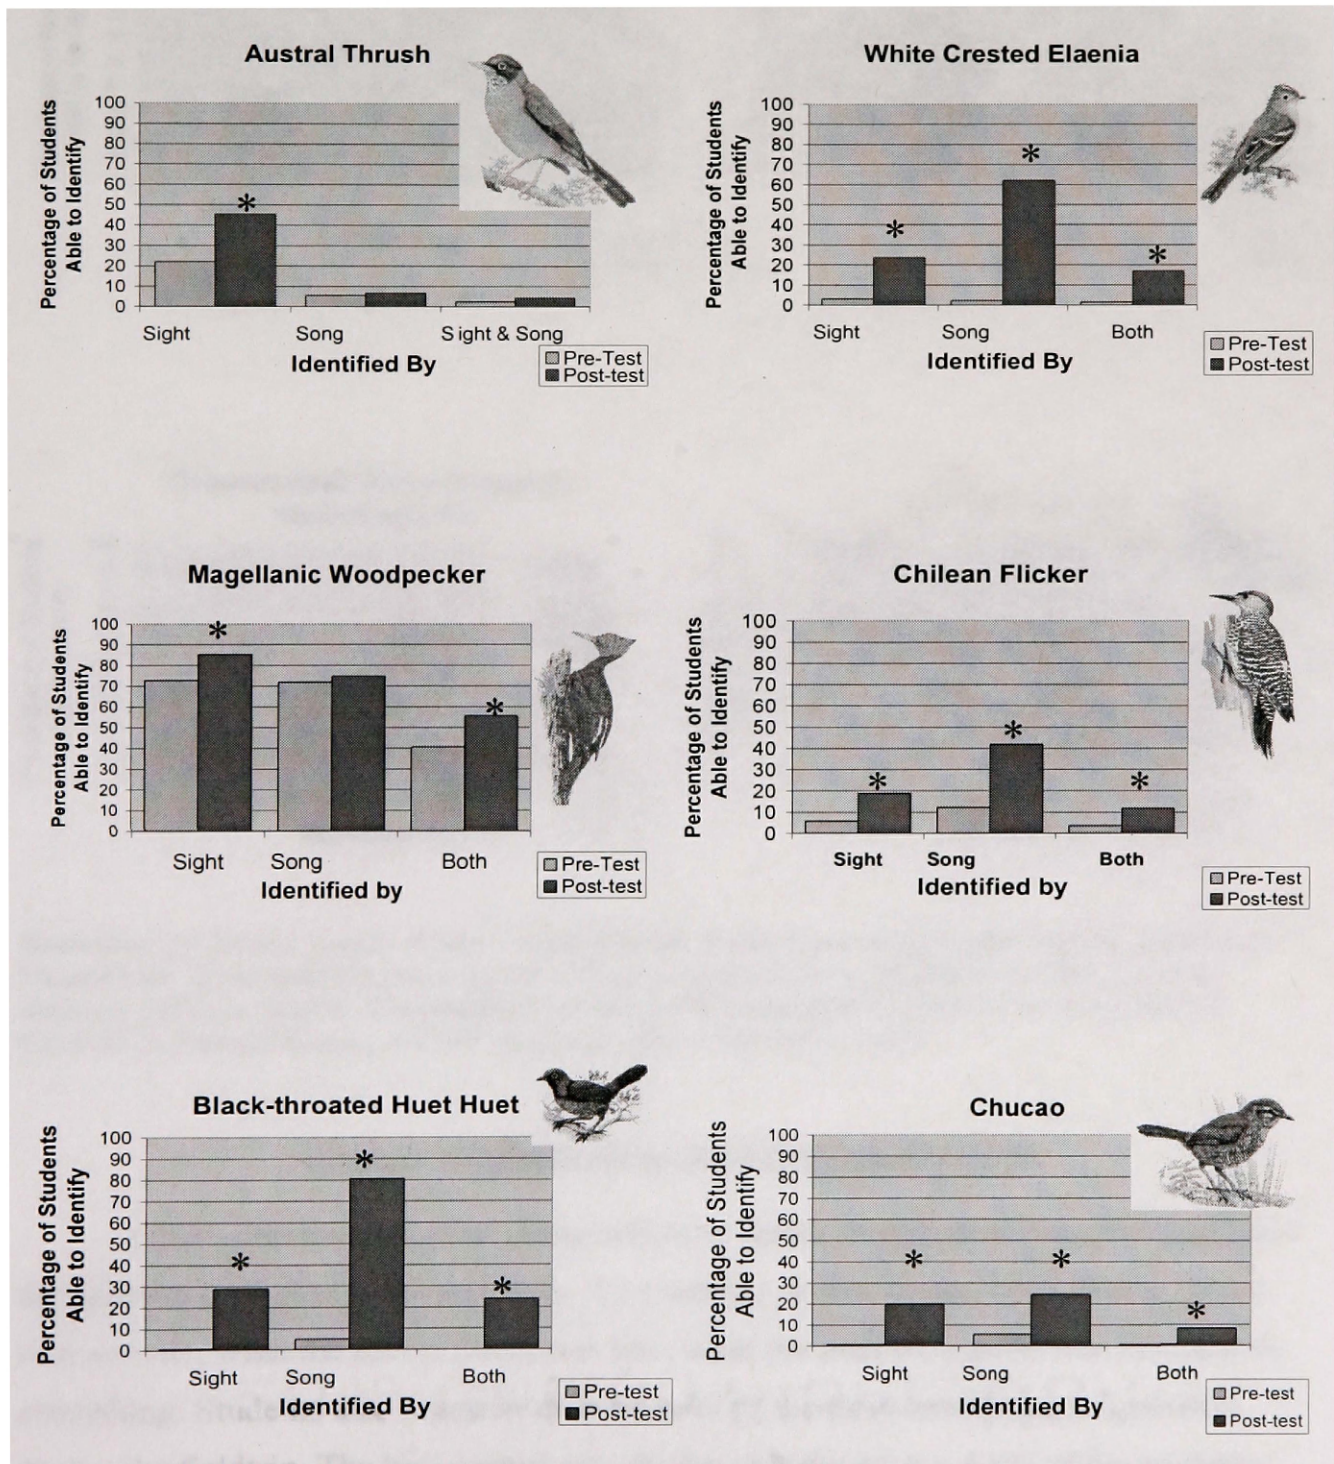 Austral Thrush
Percentage of Students
Able to Identify
100
90
80
70
60
50
40
30
20
10
0
Sight Song Sight & Song
Identified By
Pre-Test
Post-test
*
White Crested Elaenia
Percentage of Students
Able to Identify
100
90
80
70
60
50
40
30
20
10
0
* * *
Sight Song Both
Identified By
Pre-Test
Post-test
Magellanic Woodpecker
Percentage of Students
Able to Identify
100
90
80
70
60
50
40
30
20
10
0
* *
Sight Song Both
Identified by
Pre-Test
Post-test
Chilean Flicker
Percentage of Students
Able to Identify
100
90
80
70
60
50
40
30
20
10
0
* * *
Sight Song Both
Identified by
Pre-Test
Post-test
Black-throated Huet Huet
Percentage of Students
Able to Identify
100
90
80
70
60
50
40
30
20
10
0
* * *
Sight Song Both
Identified By
Pre-test
Post-test
Chucao
Percentage of Students
Able to Identify
100
90
80
70
60
50
40
30
20
10
0
* * *
Sight Song Both
Identified By
Pre-test
Post-test